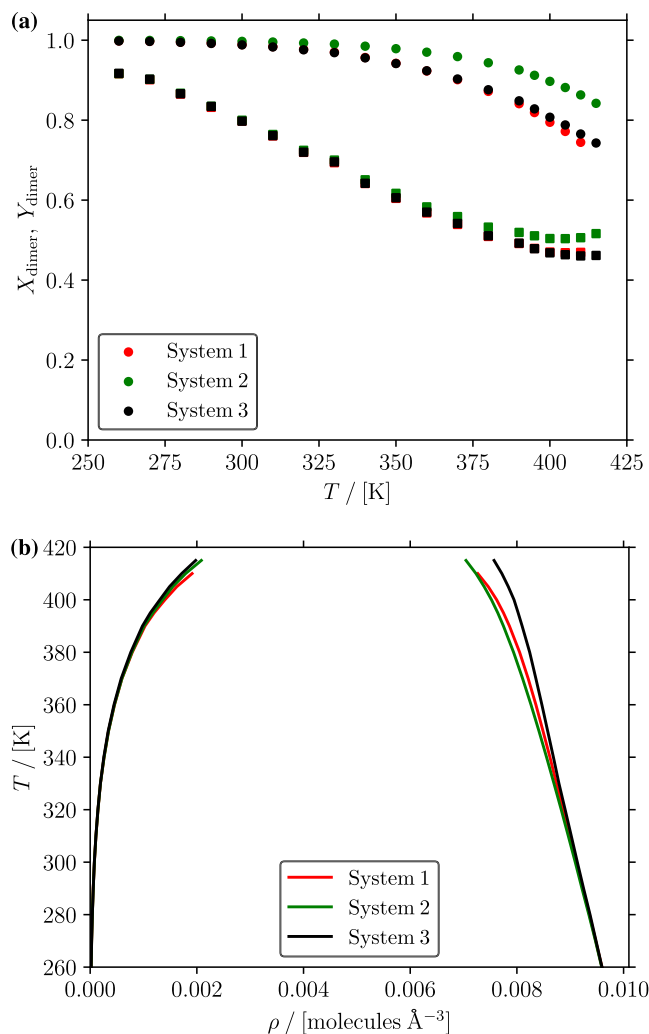 (a)
1.0
0.8
0.6
0.4
0.2
0.0
X_dimer, Y_dimer
System 1
System 2
System 3
250 275 300 325 350 375 400 425
T / [K]
(b)
0.000 0.002 0.004 0.006 0.008 0.010
420
400
380
360
340
320
300
280
260
T / [K]
System 1
System 2
System 3
ρ / [molecules Å⁻³]